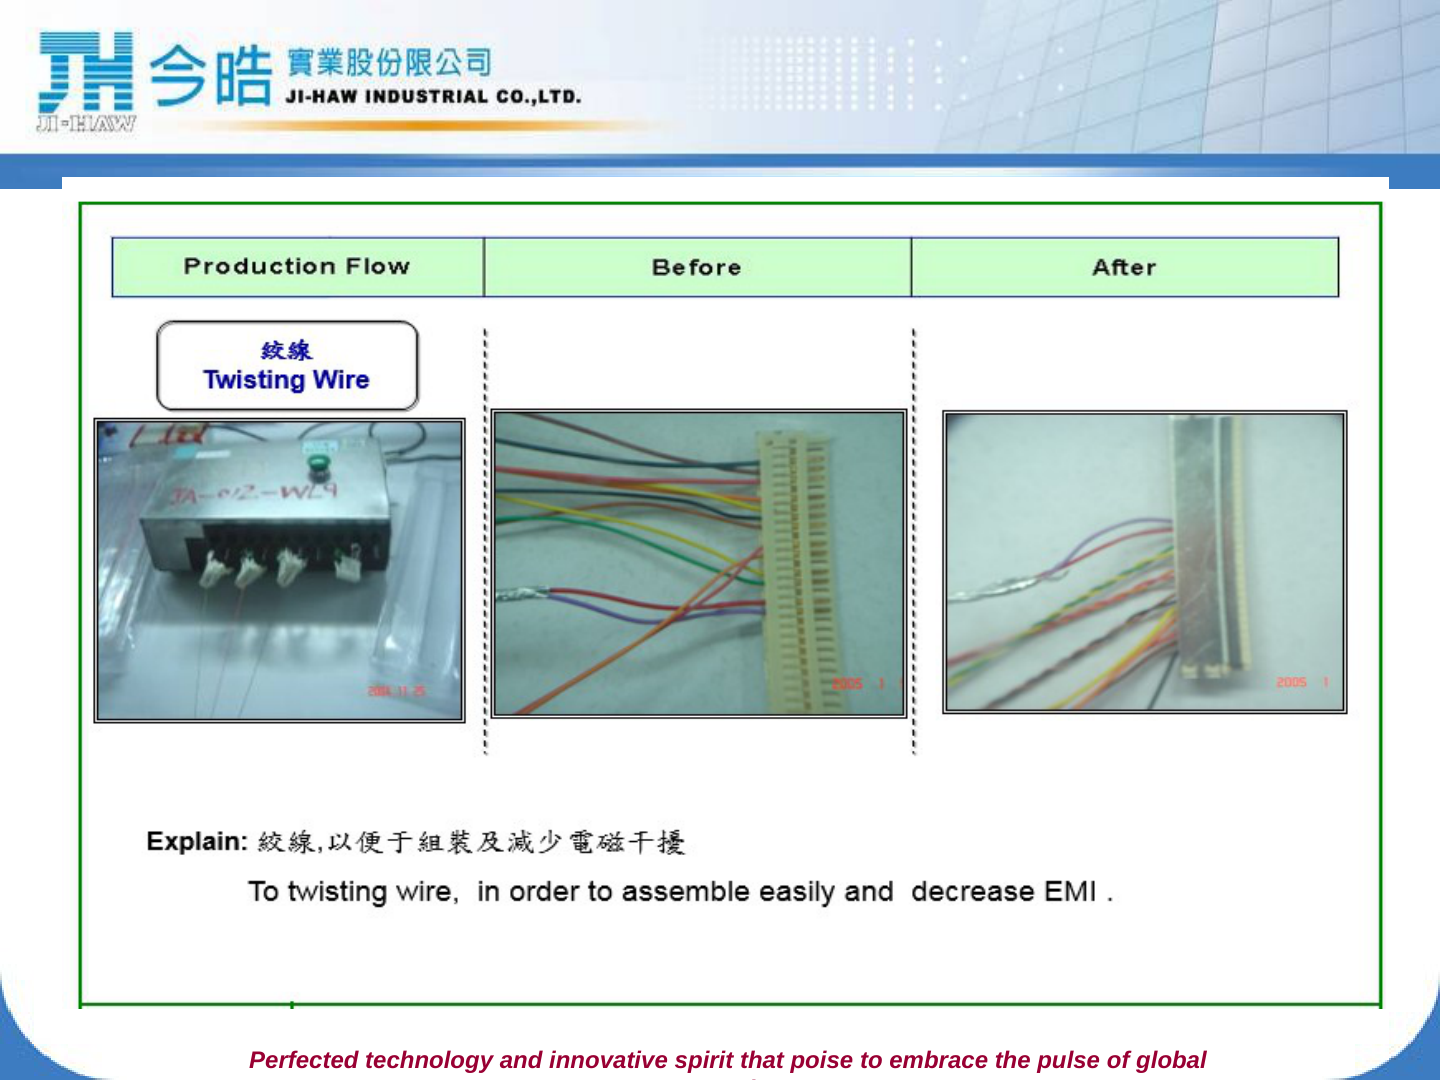 JH 今皓 實業股份限公司
JI-HAW INDUSTRIAL CO.,LTD.
JI-HAW
Production Flow Before After
絞線
Twisting Wire
JA-012-WL9
2004 11 25
2005 1
2005 1
Explain: 絞線,以便于組裝及減少電磁干擾
To twisting wire, in order to assemble easily and decrease EMI .
Perfected technology and innovative spirit that poise to embrace the pulse of global